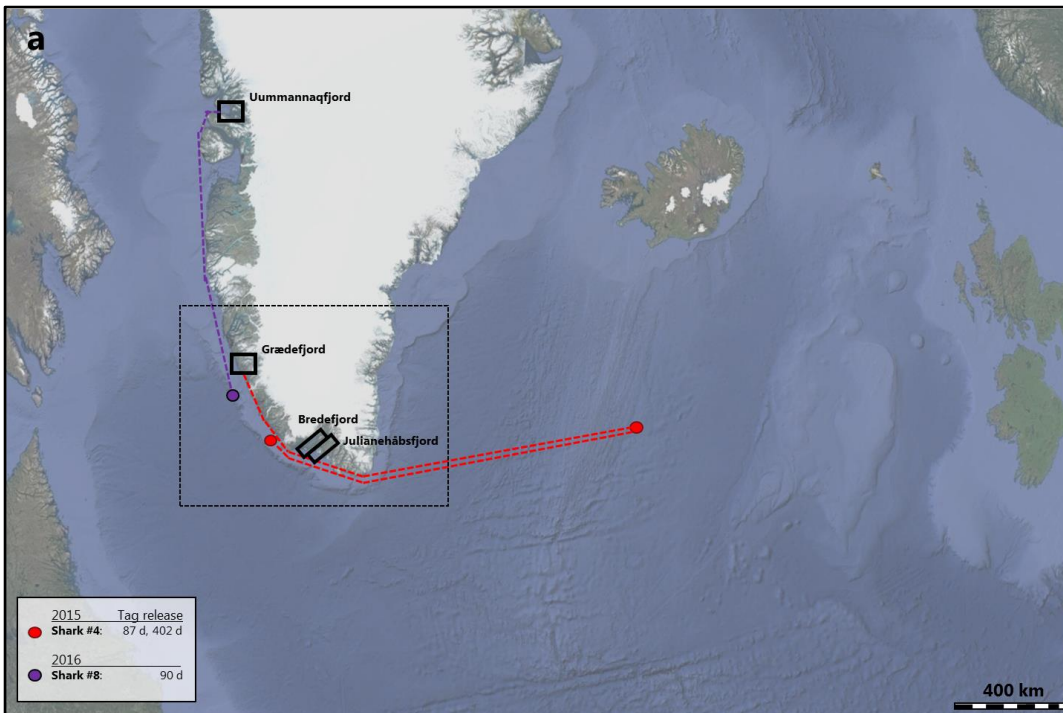 a
Uummannaqfjord
Grædefjord
Bredefjord
Julianehåbsfjord
2015 Tag release
Shark #4: 87 d, 402 d
2016
Shark #8: 90 d
400 km